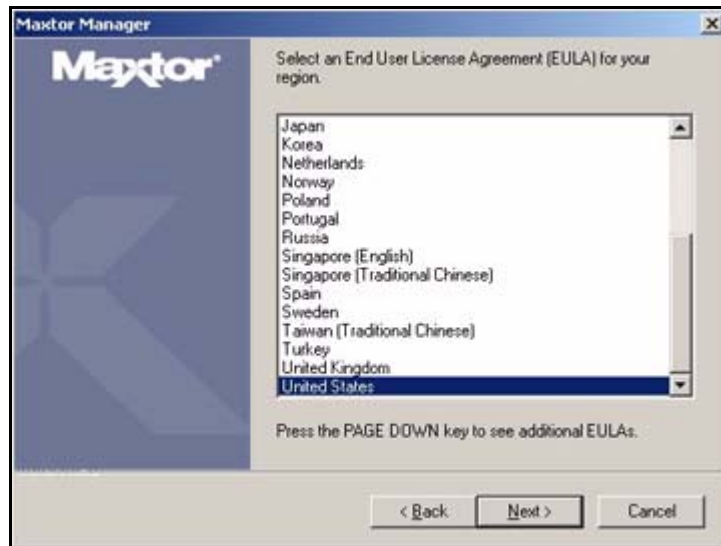 Maxtor Manager
Maxtor
Select an End User License Agreement (EULA) for your
region.
Japan
Korea
Netherlands
Norway
Poland
Portugal
Russia
Singapore (English)
Singapore (Traditional Chinese)
Spain
Sweden
Taiwan (Traditional Chinese)
Turkey
United Kingdom
United States
Press the PAGE DOWN key to see additional EULAs.
< Back
Next >
Cancel